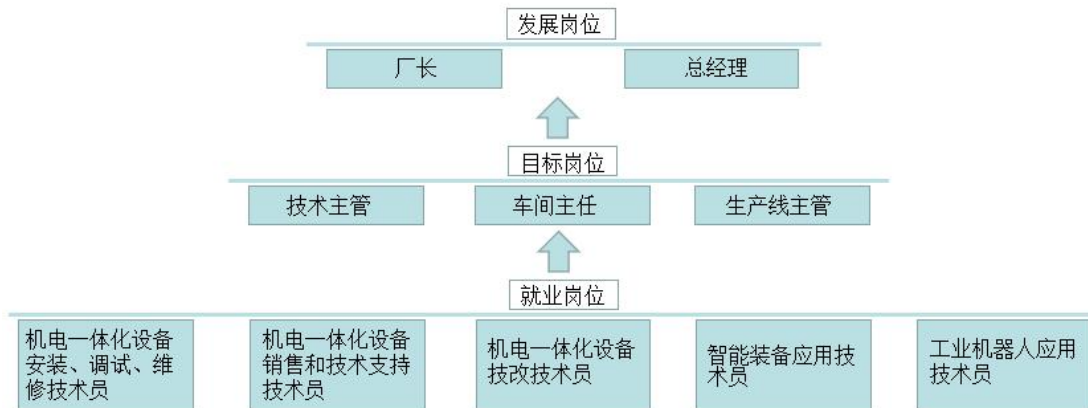 发展岗位
厂长
总经理
目标岗位
技术主管
车间主任
生产线主管
就业岗位
机电一体化设备
安装、调试、维
修技术员
机电一体化设备
销售和技术支持
技术员
机电一体化设备
技改技术员
智能装备应用技
术员
工业机器人应用
技术员